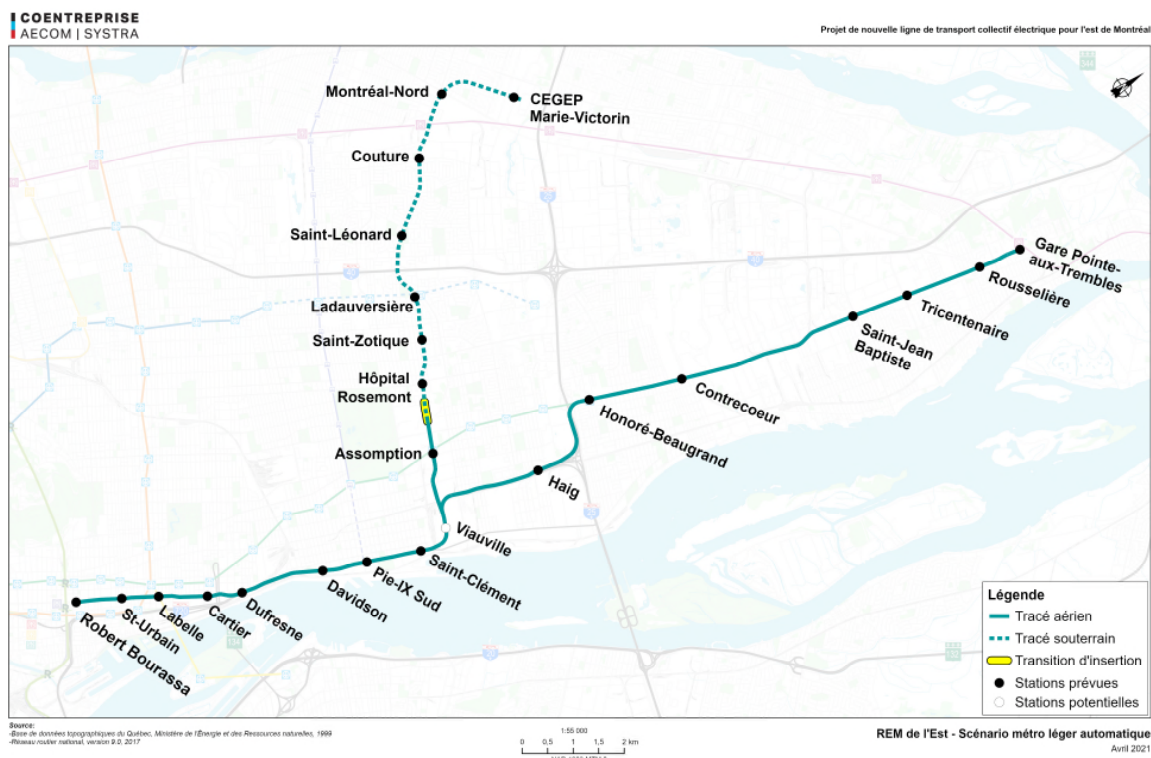 COENTREPRISE
AECOM | SYSTRA
Projet de nouvelle ligne de transport collectif électrique pour l'est de Montréal
Montréal-Nord
CEGEP
Marie-Victorin
Couture
Saint-Léonard
Ladauversière
Saint-Zotique
Hôpital
Rosemont
Assomption
Gare Pointe-
aux-Trembles
Rousselière
Tricentenaire
Saint-Jean
Baptiste
Contrecoeur
Honoré-Beaugrand
Haig
Viauville
Saint-Clément
Pie-IX Sud
Davidson
Dufresne
Cartier
Labelle
St-Urbain
Robert Bourassa
Légende
Tracé aérien
Tracé souterrain
Transition d'insertion
Stations prévues
Stations potentielles
Source:
-Base de données topographiques du Québec, Ministère de l'Énergie et des Ressources naturelles, 1999
-Réseau routier national, version 9.0, 2017
1:55 000
0 0,5 1 1,5 2 km
REM de l'Est - Scénario métro léger automatique
Avril 2021